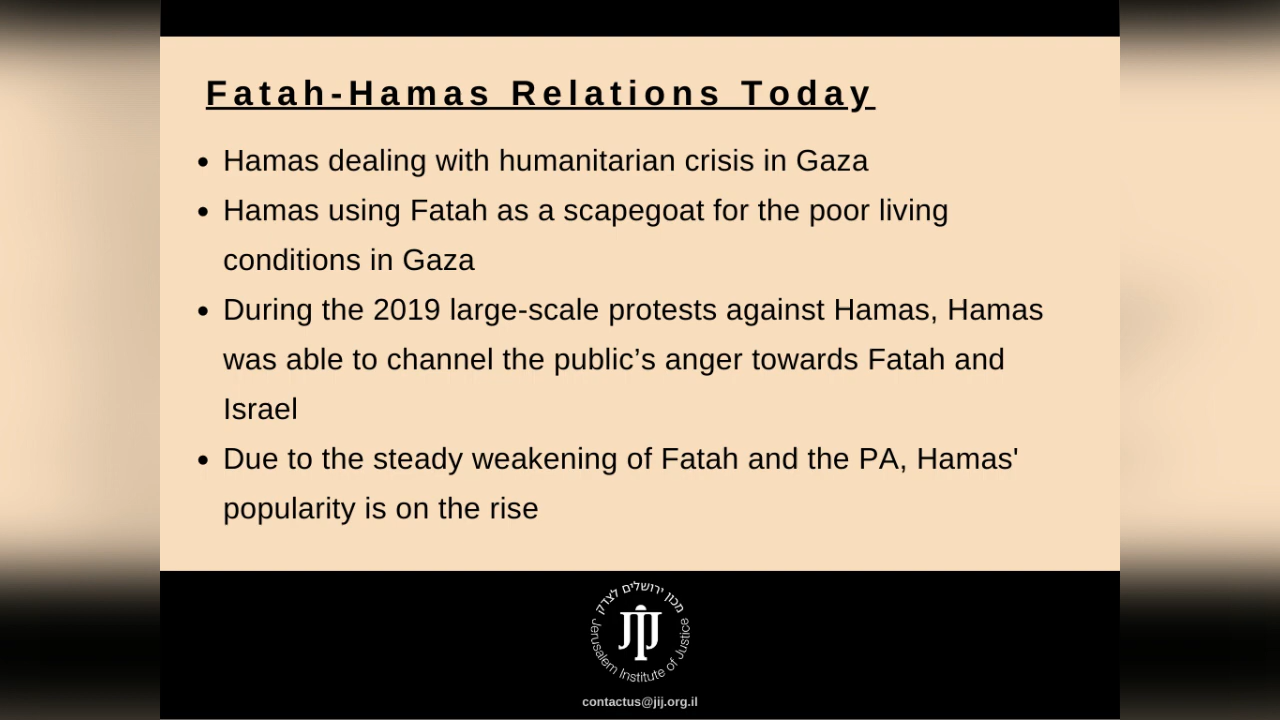 Fatah-Hamas Relations Today
• Hamas dealing with humanitarian crisis in Gaza
• Hamas using Fatah as a scapegoat for the poor living
conditions in Gaza
• During the 2019 large-scale protests against Hamas, Hamas
was able to channel the public’s anger towards Fatah and
Israel
• Due to the steady weakening of Fatah and the PA, Hamas'
popularity is on the rise
מכון ירושלים לצדק
JIJ
Jerusalem Institute of Justice
contactus@jij.org.il